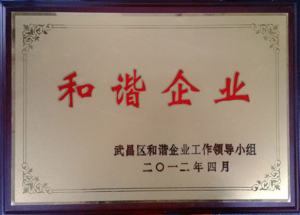 和谐企业
武昌区和谐企业工作领导小组
二〇一二年四月